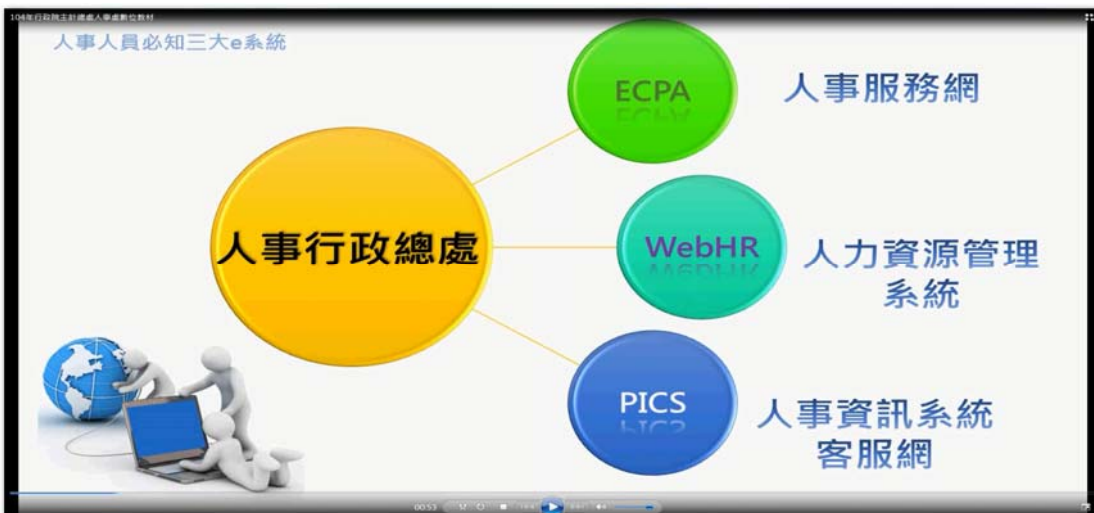 104年行政院主計總處人事處數位教材
人事人員必知三大e系統
ECPA
人事服務網
人事行政總處
WebHR
人力資源管理
系統
PICS
人事資訊系統
客服網
00:53